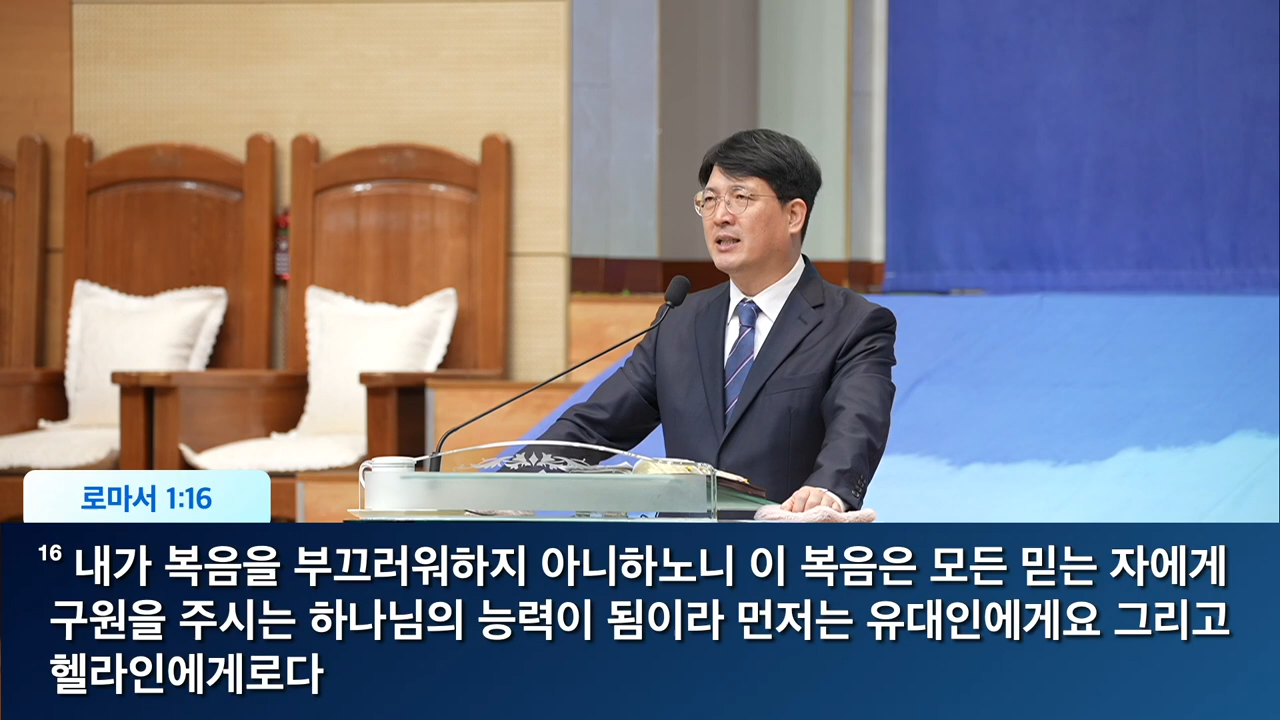 로마서 1:16
16 내가 복음을 부끄러워하지 아니하노니 이 복음은 모든 믿는 자에게
구원을 주시는 하나님의 능력이 됨이라 먼저는 유대인에게요 그리고
헬라인에게로다